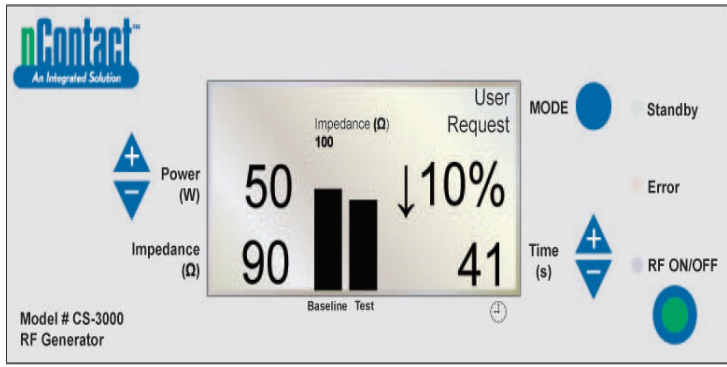 nContact™
An Integrated Solution
User
Request
Impedance (Ω)
100
MODE
Standby
Power
(W)
50
↓10%
Error
Impedance
(Ω)
90
41
Time
(s)
RF ON/OFF
Baseline Test
Model # CS-3000
RF Generator
+
−
+
−